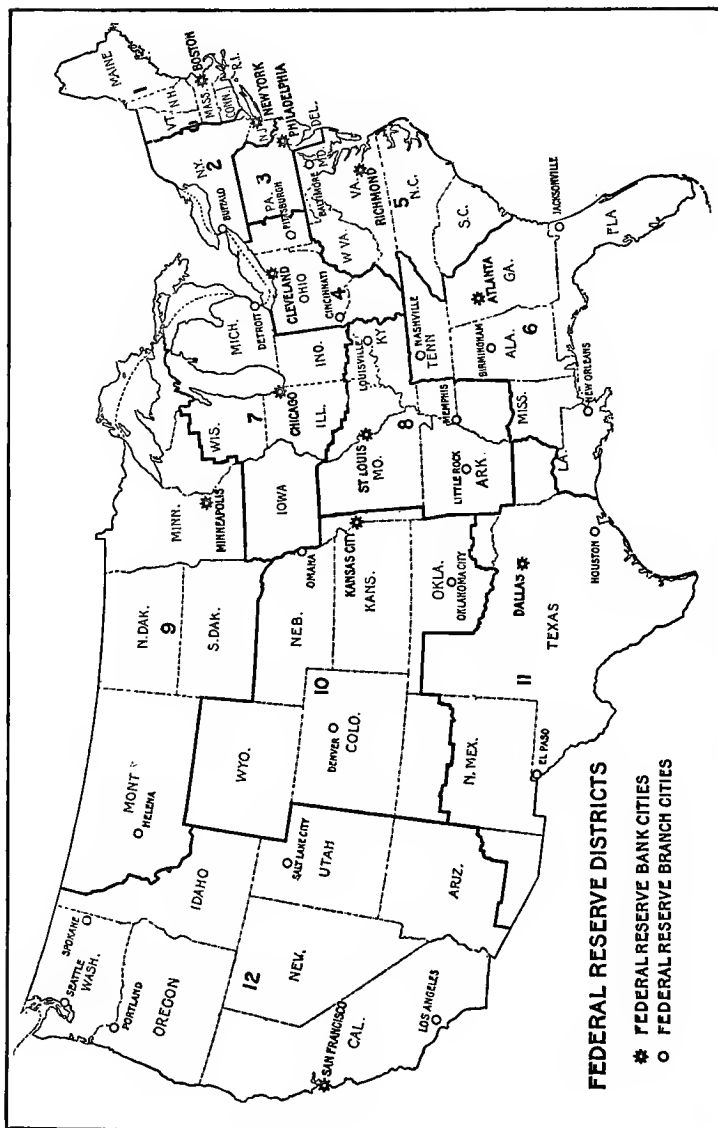 MAINE
1
VT.
N.H.
BOSTON
MASS.
CONN.
R.I.
N.Y.
2
BUFFALO
NEW YORK
N.J.
PA.
3
PITTSBURGH
PHILADELPHIA
DEL.
MD.
BALTIMORE
W VA.
VA.
RICHMOND
5
N.C.
S.C.
CLEVELAND
OHIO
CINCINNATI
4
MICH.
DETROIT
WIS.
7
CHICAGO
ILL.
IND.
IOWA
LOUISVILLE
KY
NASHVILLE
TENN
MEMPHIS
ST LOUIS
MO.
8
LITTLE ROCK
ARK.
BIRMINGHAM
ALA.
6
ATLANTA
GA.
JACKSONVILLE
FLA
MISS.
LA.
NEW ORLEANS
MINN.
MINNEAPOLIS
N.DAK.
9
S.DAK.
MONT
HELENA
NEB.
OMAHA
KANSAS CITY
KANS.
10
WYO.
DENVER
COLO.
OKLA.
OKLAHOMA CITY
DALLAS
TEXAS
11
HOUSTON
EL PASO
N.MEX.
SPOKANE
SEATTLE
WASH.
PORTLAND
OREGON
IDAHO
12
NEV.
SALT LAKE CITY
UTAH
ARIZ.
SAN FRANCISCO
CAL.
LOS ANGELES
FEDERAL RESERVE DISTRICTS
FEDERAL RESERVE BANK CITIES
FEDERAL RESERVE BRANCH CITIES